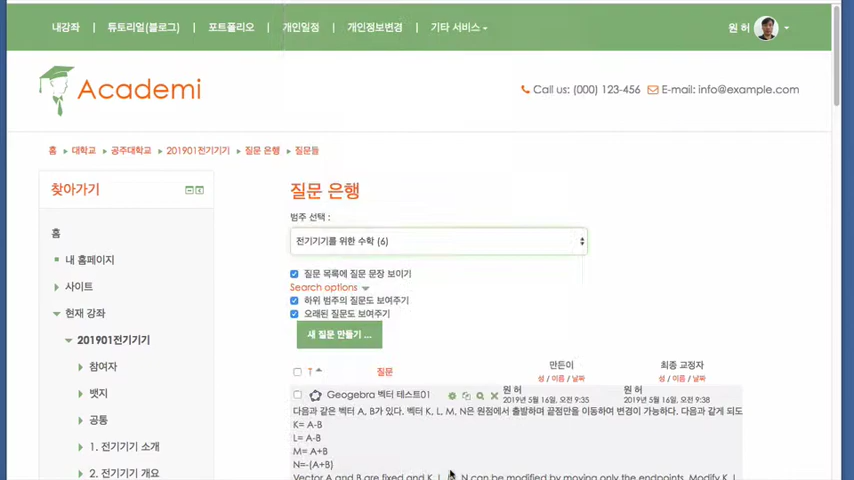 내강좌 | 튜토리얼(블로그) | 포트폴리오 | 개인일정 | 개인정보변경 | 기타 서비스
원 허
Academi
Call us: (000) 123-456 E-mail: info@example.com
홈 ▸ 대학교 ▸ 공주대학교 ▸ 201901전기기기 ▸ 질문 은행 ▸ 질문들
찾아가기
홈
내 홈페이지
사이트
현재 강좌
201901전기기기
참여자
뱃지
공통
1. 전기기기 소개
2. 전기기기 개요
질문 은행
범주 선택 :
전기기기를 위한 수학 (6)
질문 목록에 질문 문장 보이기
Search options
하위 범주의 질문도 보여주기
오래된 질문도 보여주기
새 질문 만들기 ...
만든이 최종 교정자
T 질문 성 / 이름 / 날짜 성 / 이름 / 날짜
Geogebra 벡터 테스트01 원 허 원 허
2019년 5월 16일, 오전 9:35 2019년 5월 16일, 오전 9:38
다음과 같은 벡터 A, B가 있다. 벡터 K, L, M, N은 원점에서 출발하며 끝점만을 이동하여 변경이 가능하다. 다음과 같게 되도
K= A-B
L= A-B
M= A+B
N=-(A+B)
Vector A and B are fixed and K, L, M, N can be modified by moving only the endpoints. Modify K, L